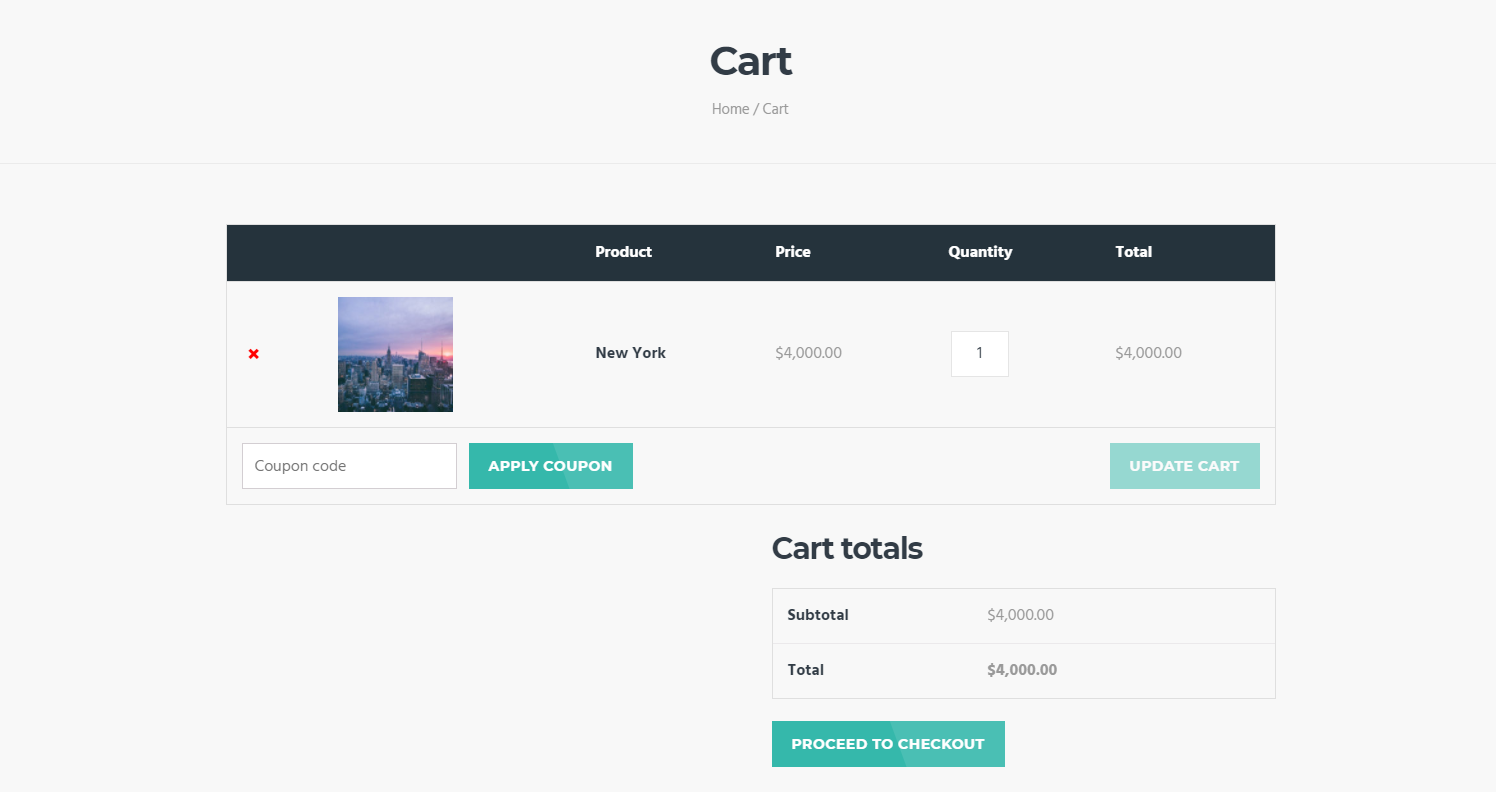 Cart
Home / Cart
Product Price Quantity Total
New York $4,000.00 1 $4,000.00
Coupon code APPLY COUPON UPDATE CART
Cart totals
Subtotal $4,000.00
Total $4,000.00
PROCEED TO CHECKOUT